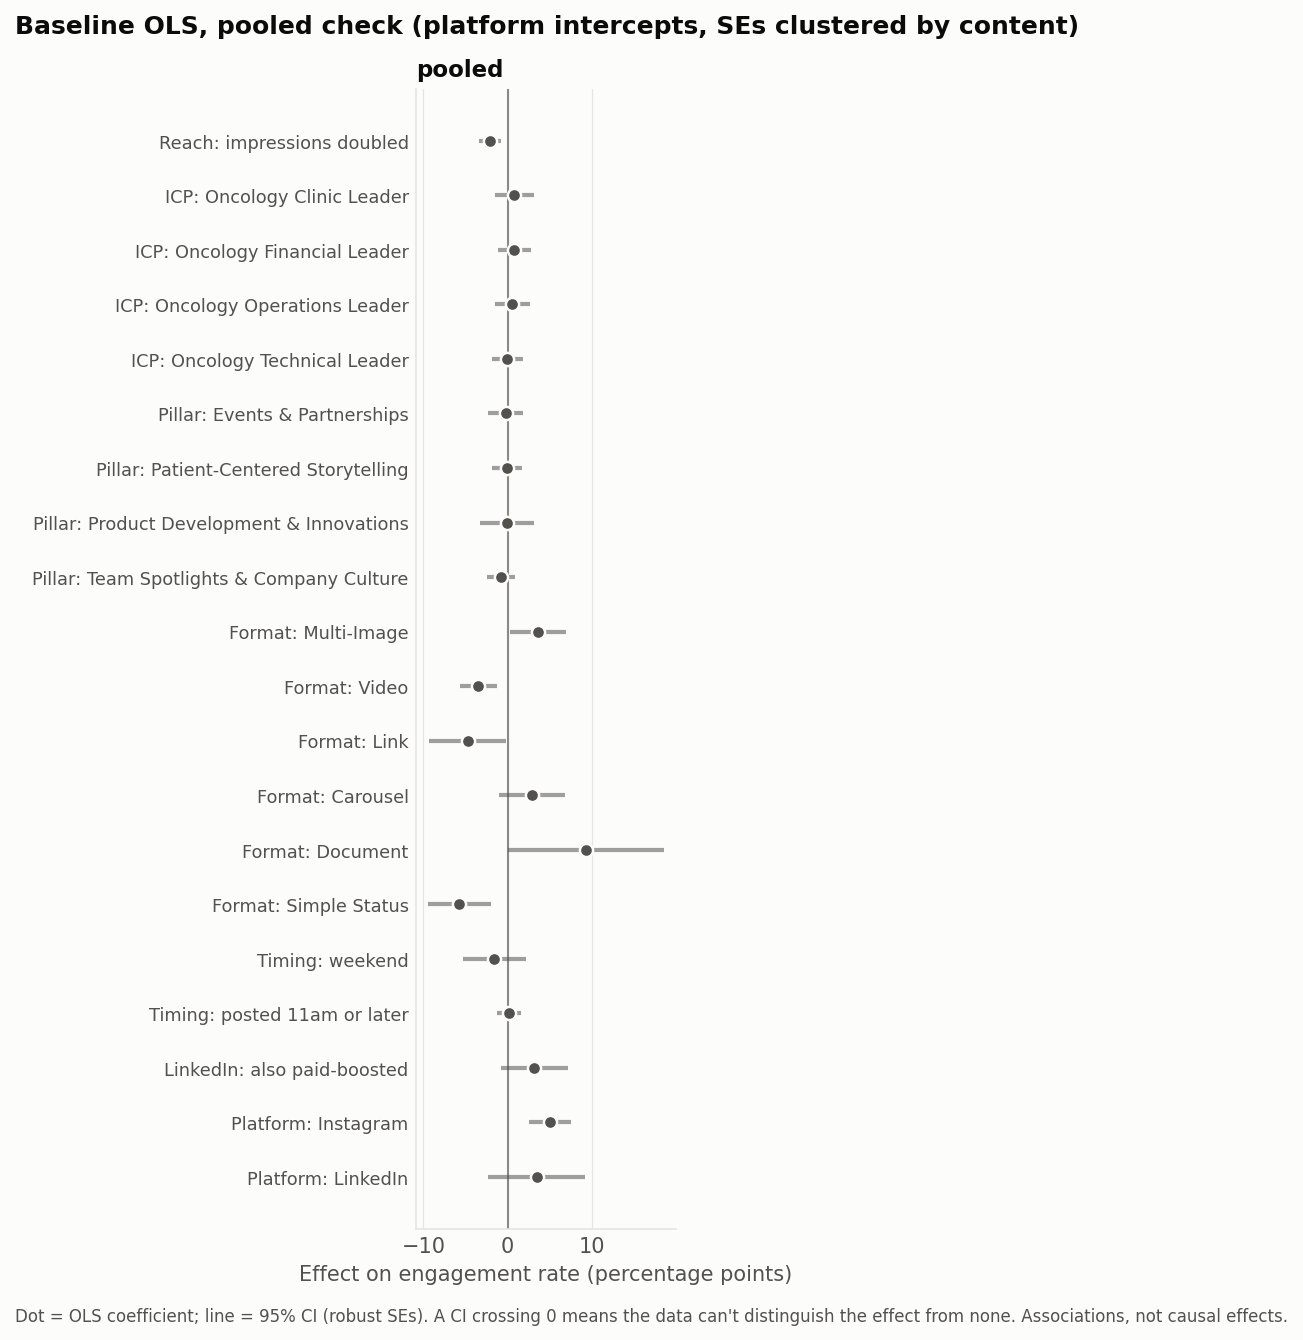 Baseline OLS, pooled check (platform intercepts, SEs clustered by content)
pooled
Reach: impressions doubled
ICP: Oncology Clinic Leader
ICP: Oncology Financial Leader
ICP: Oncology Operations Leader
ICP: Oncology Technical Leader
Pillar: Events & Partnerships
Pillar: Patient-Centered Storytelling
Pillar: Product Development & Innovations
Pillar: Team Spotlights & Company Culture
Format: Multi-Image
Format: Video
Format: Link
Format: Carousel
Format: Document
Format: Simple Status
Timing: weekend
Timing: posted 11am or later
LinkedIn: also paid-boosted
Platform: Instagram
Platform: LinkedIn
−10 0 10
Effect on engagement rate (percentage points)
Dot = OLS coefficient; line = 95% CI (robust SEs). A CI crossing 0 means the data can't distinguish the effect from none. Associations, not causal effects.